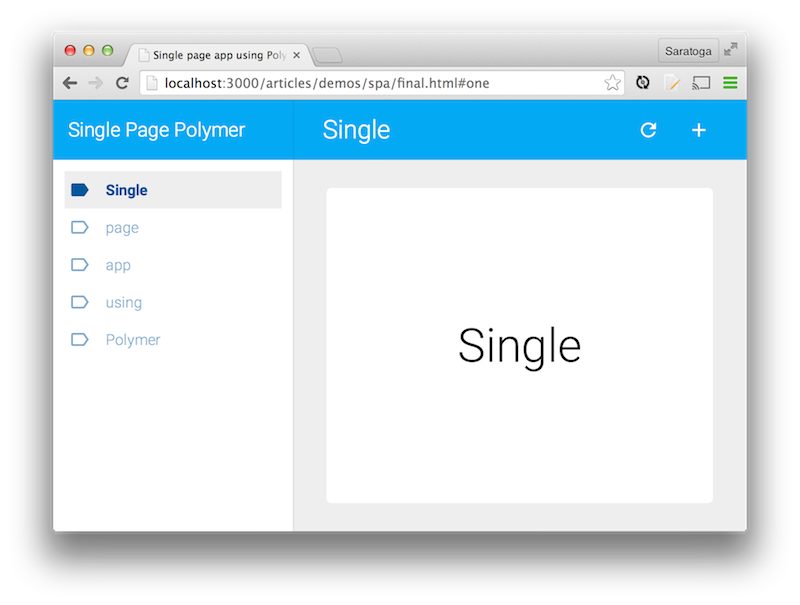 Single page app using Poly
Saratoga
localhost:3000/articles/demos/spa/final.html#one
Single Page Polymer
Single
Single
page
app
using
Polymer
Single